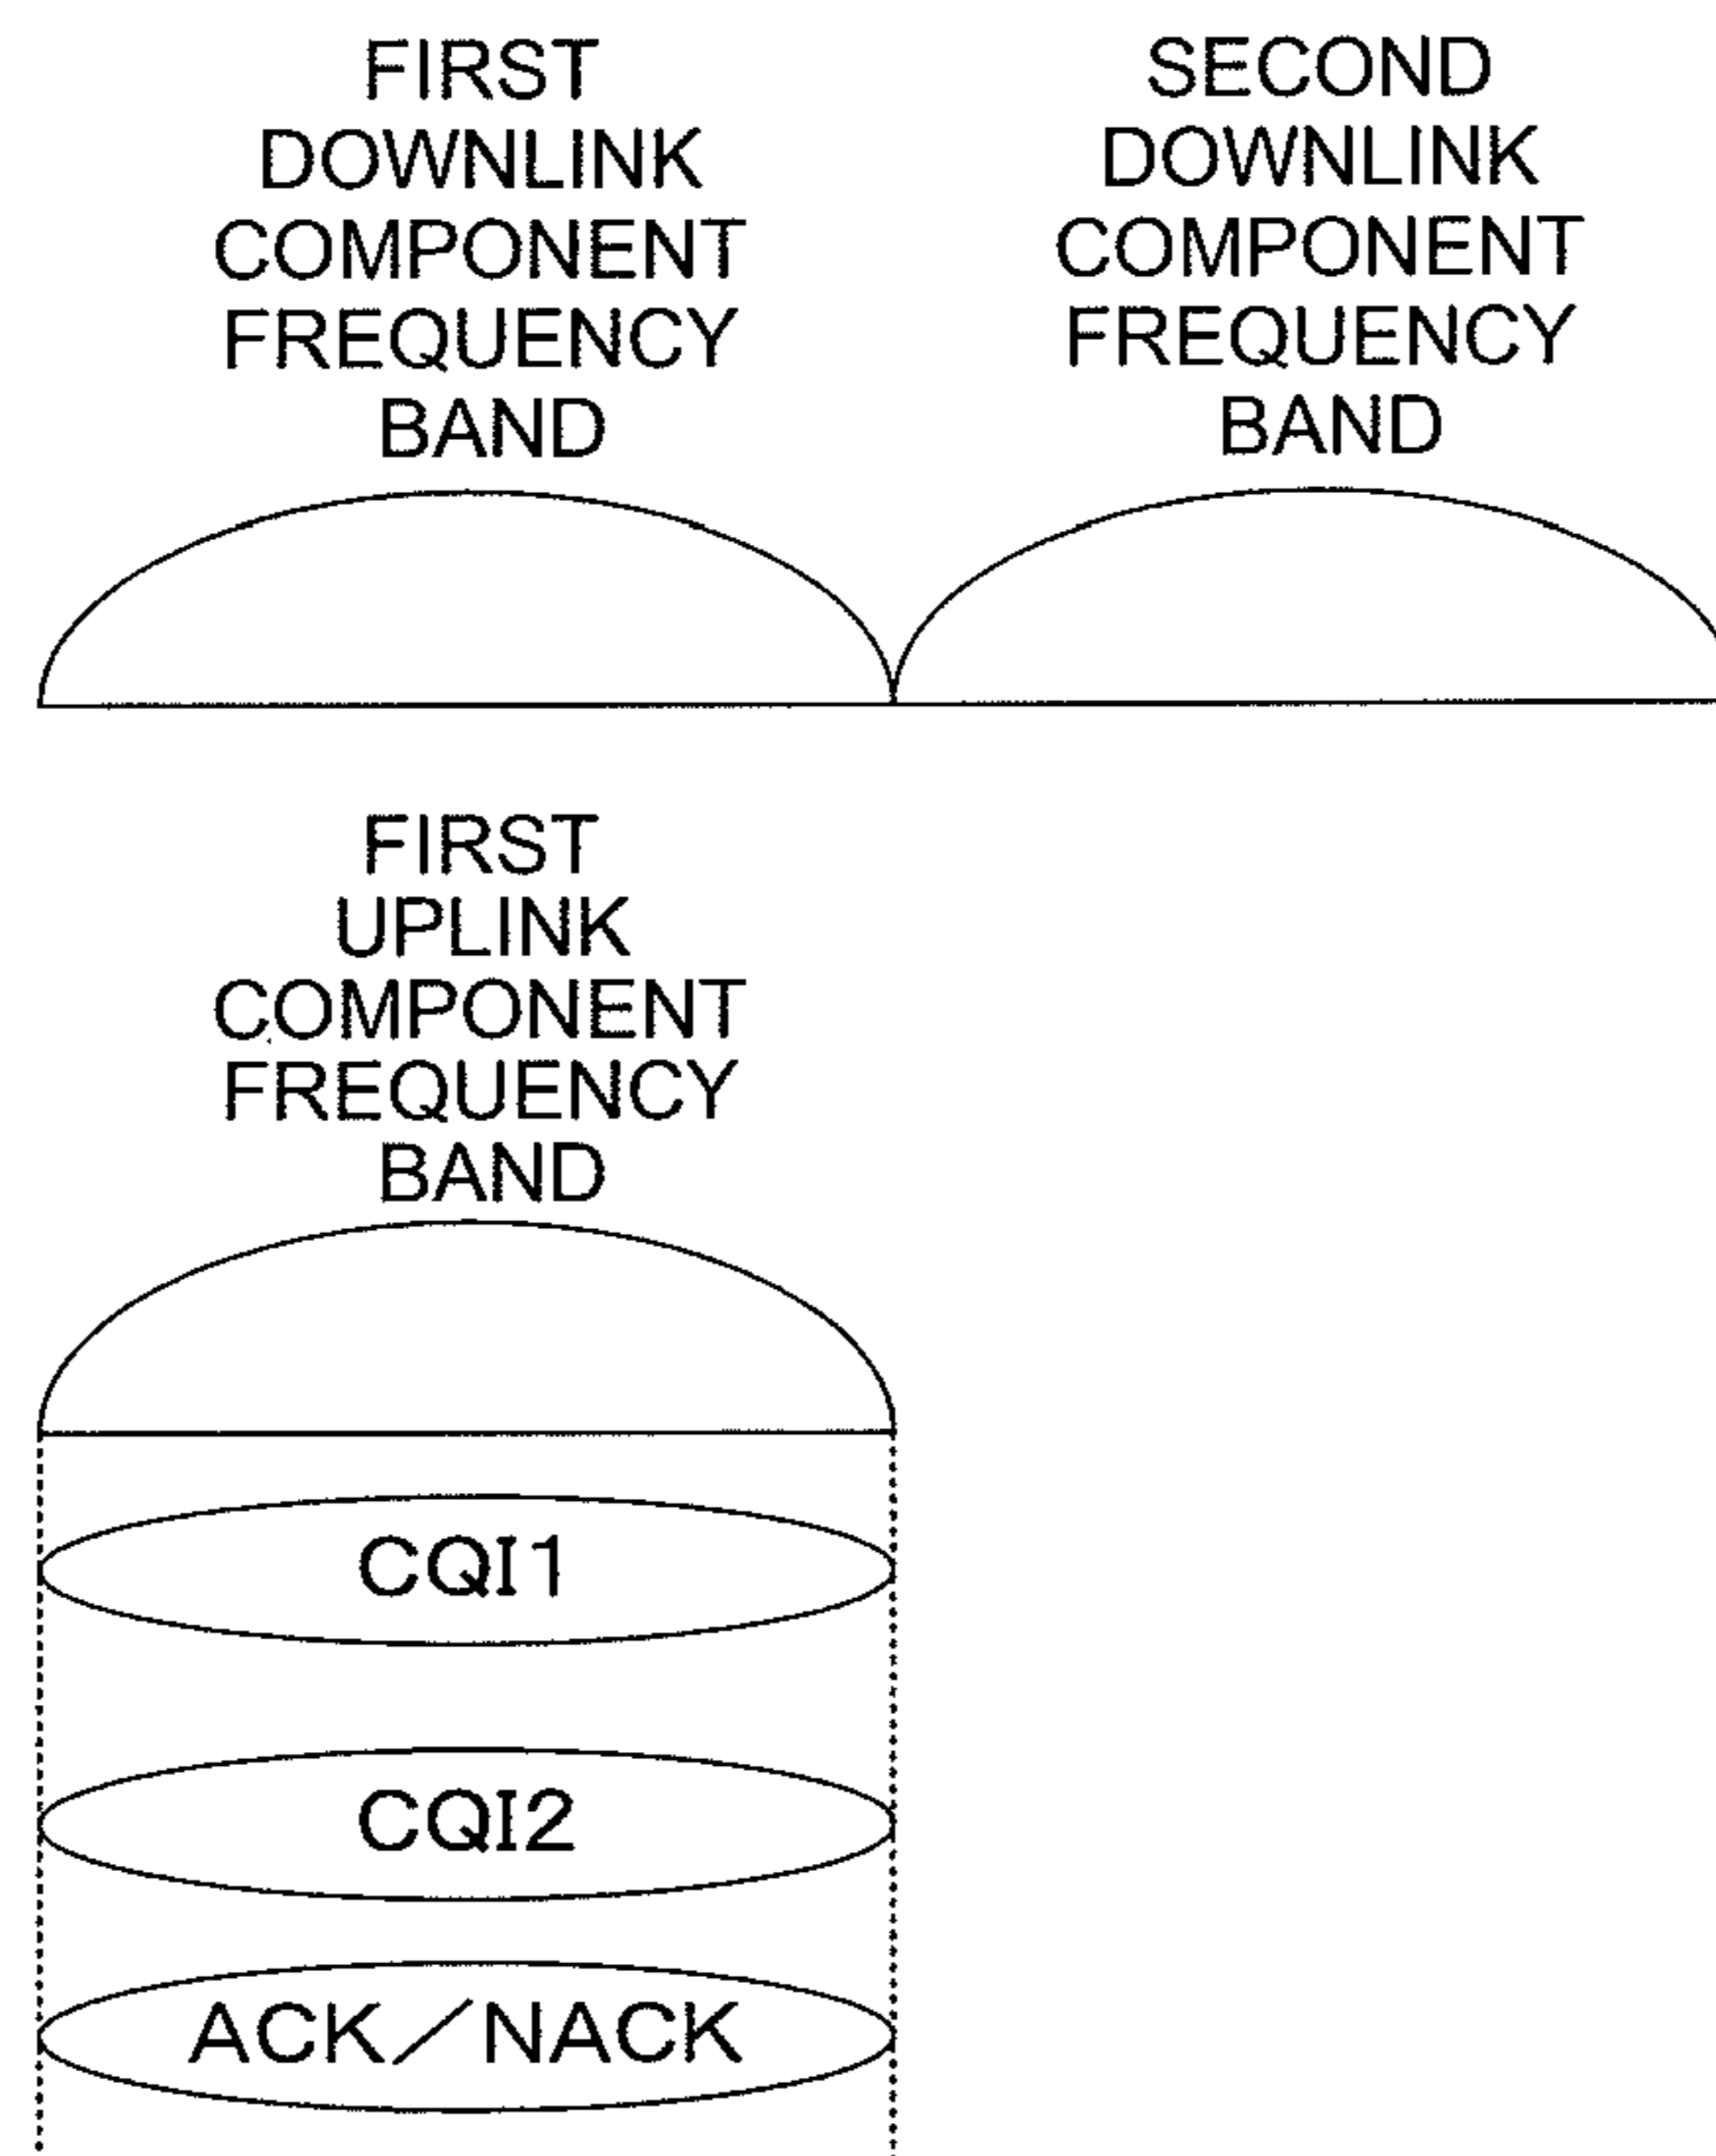 FIRST
DOWNLINK
COMPONENT
FREQUENCY
BAND
SECOND
DOWNLINK
COMPONENT
FREQUENCY
BAND
FIRST
UPLINK
COMPONENT
FREQUENCY
BAND
CQI1
CQI2
ACK/NACK